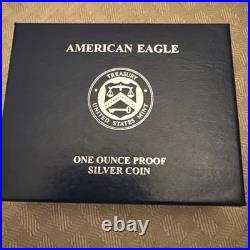 AMERICAN EAGLE
TREASURY
UNITED STATES MINT
ONE OUNCE PROOF
SILVER COIN